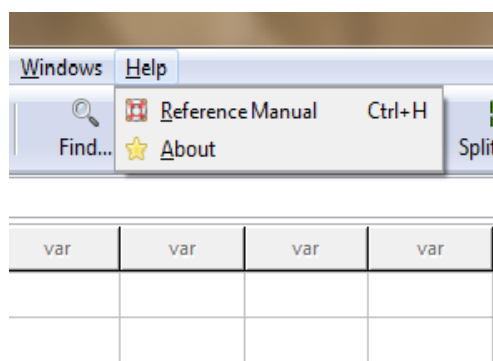 Windows Help
Reference Manual Ctrl+H
Find... About Split
var var var var